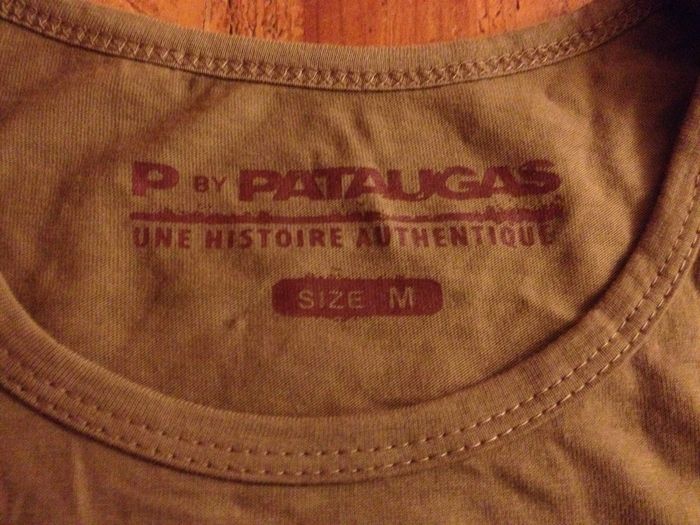 P BY PATAUGAS
UNE HISTOIRE AUTHENTIQUE
SIZE M